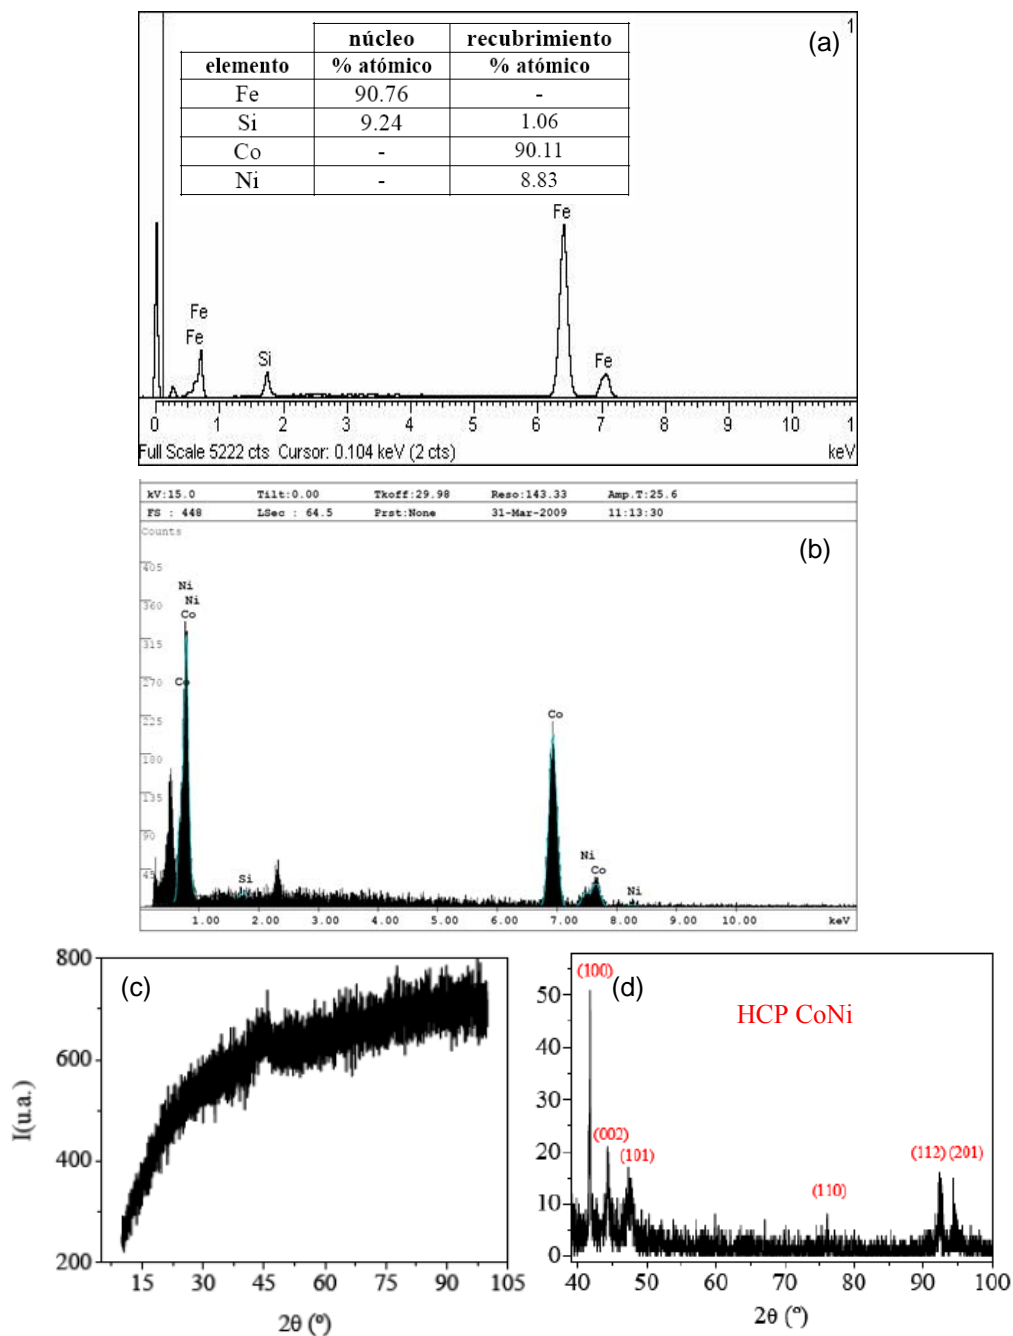 1
(a)
núcleo recubrimiento
elemento % atómico % atómico
Fe 90.76 -
Si 9.24 1.06
Co - 90.11
Ni - 8.83
Fe
Fe
Fe
Si
Fe
0 1 2 3 4 5 6 7 8 9 10 1
Full Scale 5222 cts Cursor: 0.104 keV (2 cts) keV
kV:15.0 Tilt:0.00 Tkoff:29.98 Reso:143.33 Amp.T:25.6
FS : 448 LSec : 64.5 Prst:None 31-Mar-2009 11:13:30
Counts
(b)
405
360
315
270
225
180
135
90
45
Ni
Ni
Co
Co
Si
Co
Ni
Co
Ni
1.00 2.00 3.00 4.00 5.00 6.00 7.00 8.00 9.00 10.00 keV
(c)
800
600
400
200
I(u.a.)
15 30 45 60 75 90 105
2θ (º)
(d)
HCP CoNi
(100)
(002)
(101)
(110)
(112) (201)
50
40
30
20
10
0
40 50 60 70 80 90 100
2θ (º)